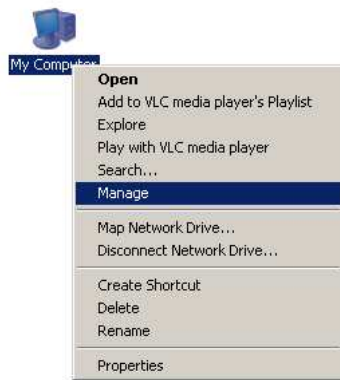 My Computer
Open
Add to VLC media player's Playlist
Explore
Play with VLC media player
Search...
Manage
Map Network Drive...
Disconnect Network Drive...
Create Shortcut
Delete
Rename
Properties